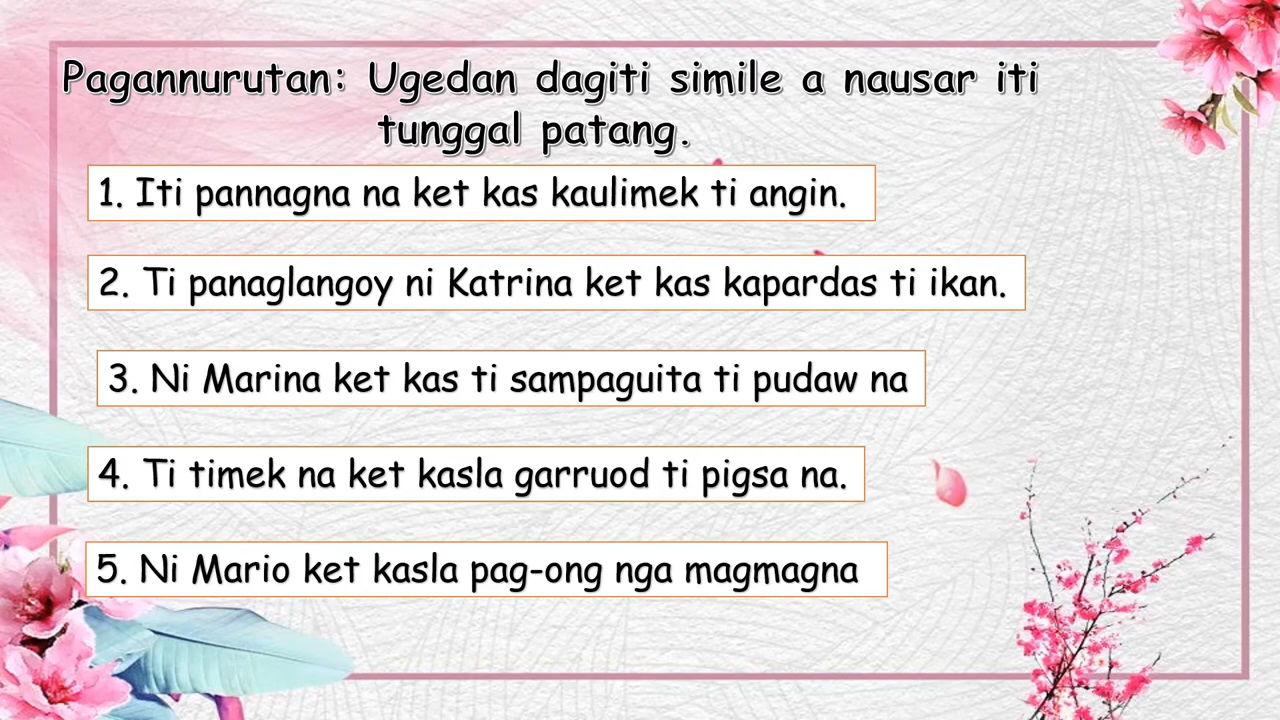 Pagannurutan: Ugedan dagiti simile a nausar iti
tunggal patang.
1. Iti pannagna na ket kas kaulimek ti angin.
2. Ti panaglangoy ni Katrina ket kas kapardas ti ikan.
3. Ni Marina ket kas ti sampaguita ti pudaw na
4. Ti timek na ket kasla garruod ti pigsa na.
5. Ni Mario ket kasla pag-ong nga magmagna